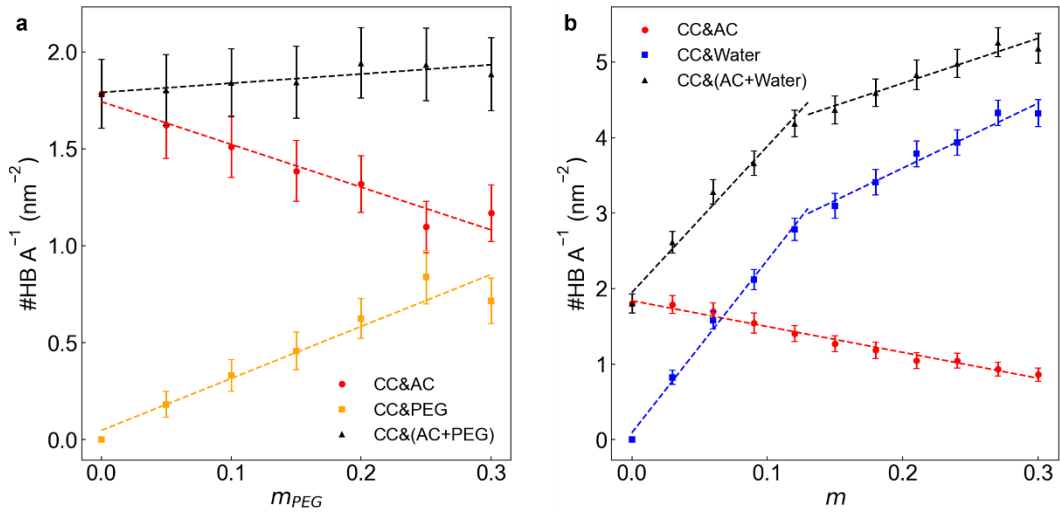 a
#HB A⁻¹ (nm⁻²)
2.0
1.5
1.0
0.5
0.0
CC&AC
CC&PEG
CC&(AC+PEG)
0.0 0.1 0.2 0.3
m_PEG
b
#HB A⁻¹ (nm⁻²)
CC&AC
CC&Water
CC&(AC+Water)
5
4
3
2
1
0
0.0 0.1 0.2 0.3
m